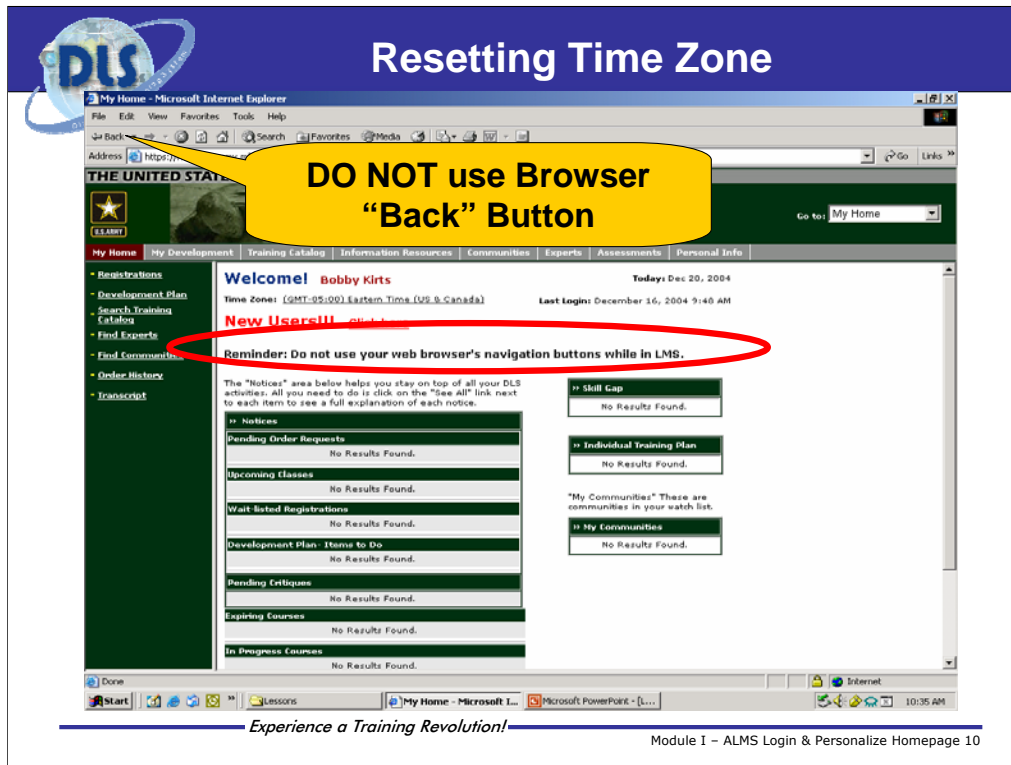 DLS
Resetting Time Zone
My Home - Microsoft Internet Explorer
File Edit View Favorites Tools Help
Back Search Favorites Media
Address https:// Go Links »
DO NOT use Browser
“Back” Button
THE UNITED STA
U.S.ARMY
Go to: My Home
My Home My Development Training Catalog Information Resources Communities Experts Assessments Personal Info
Registrations
Development Plan
Search Training
Catalog
Find Experts
Find Communities
Order History
Transcript
Welcome! Bobby Kirts
Today: Dec 20, 2004
Time Zone: (GMT-05:00) Eastern Time (US & Canada)
Last Login: December 16, 2004 9:40 AM
New Users!!! Click here
Reminder: Do not use your web browser's navigation buttons while in LMS.
The "Notices" area below helps you stay on top of all your DLS
activities. All you need to do is click on the "See All" link next
to each item to see a full explanation of each notice.
» Notices
Pending Order Requests
No Results Found.
Upcoming Classes
No Results Found.
Wait-listed Registrations
No Results Found.
Development Plan- Items to Do
No Results Found.
Pending Critiques
No Results Found.
Expiring Courses
No Results Found.
In Progress Courses
No Results Found.
» Skill Gap
No Results Found.
» Individual Training Plan
No Results Found.
"My Communities" These are
communities in your watch list.
» My Communities
No Results Found.
Done
Internet
Start » Lessons My Home - Microsoft I... Microsoft PowerPoint - [L... 10:35 AM
Experience a Training Revolution!
Module I – ALMS Login & Personalize Homepage 10